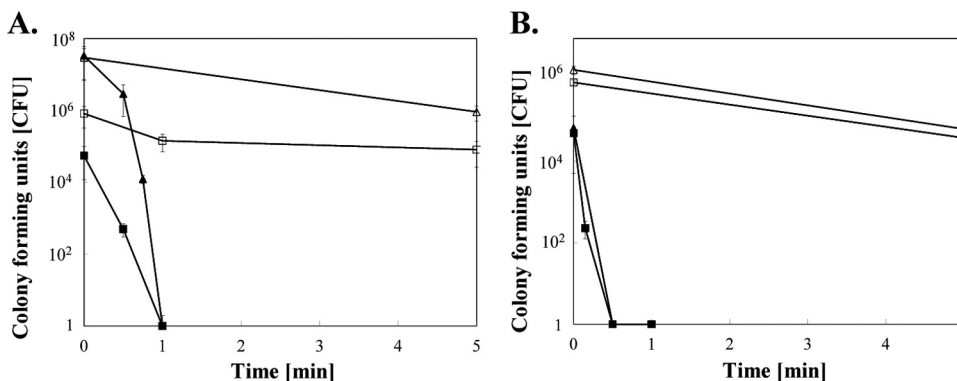 A.
Colony forming units [CFU]
10^8
10^6
10^4
10^2
1
0 1 2 3 4 5
Time [min]
B.
Colony forming units [CFU]
10^6
10^4
10^2
1
0 1 2 3 4
Time [min]